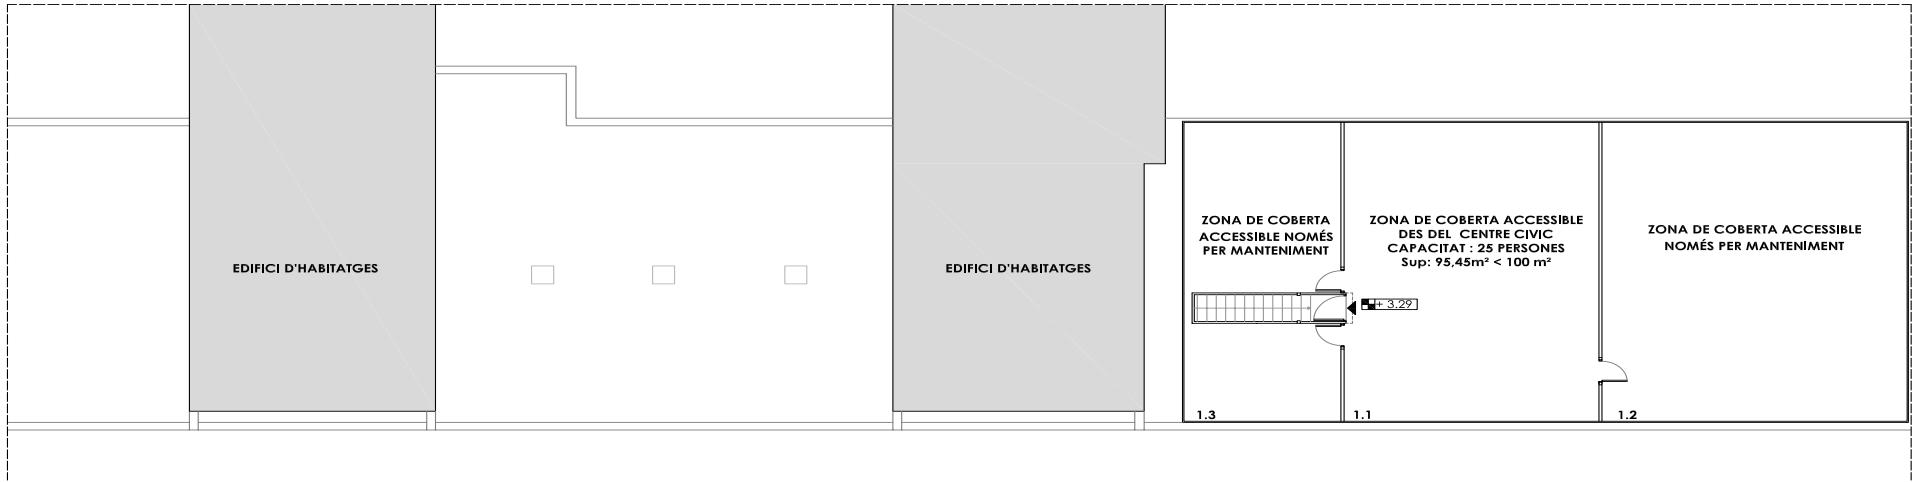 EDIFICI D'HABITATGES
EDIFICI D'HABITATGES
ZONA DE COBERTA
ACCESSIBLE NOMÉS
PER MANTENIMENT
ZONA DE COBERTA ACCESSIBLE
DES DEL CENTRE CIVIC
CAPACITAT : 25 PERSONES
Sup: 95,45m² < 100 m²
ZONA DE COBERTA ACCESSIBLE
NOMÉS PER MANTENIMENT
+ 3.29
1.3
1.1
1.2